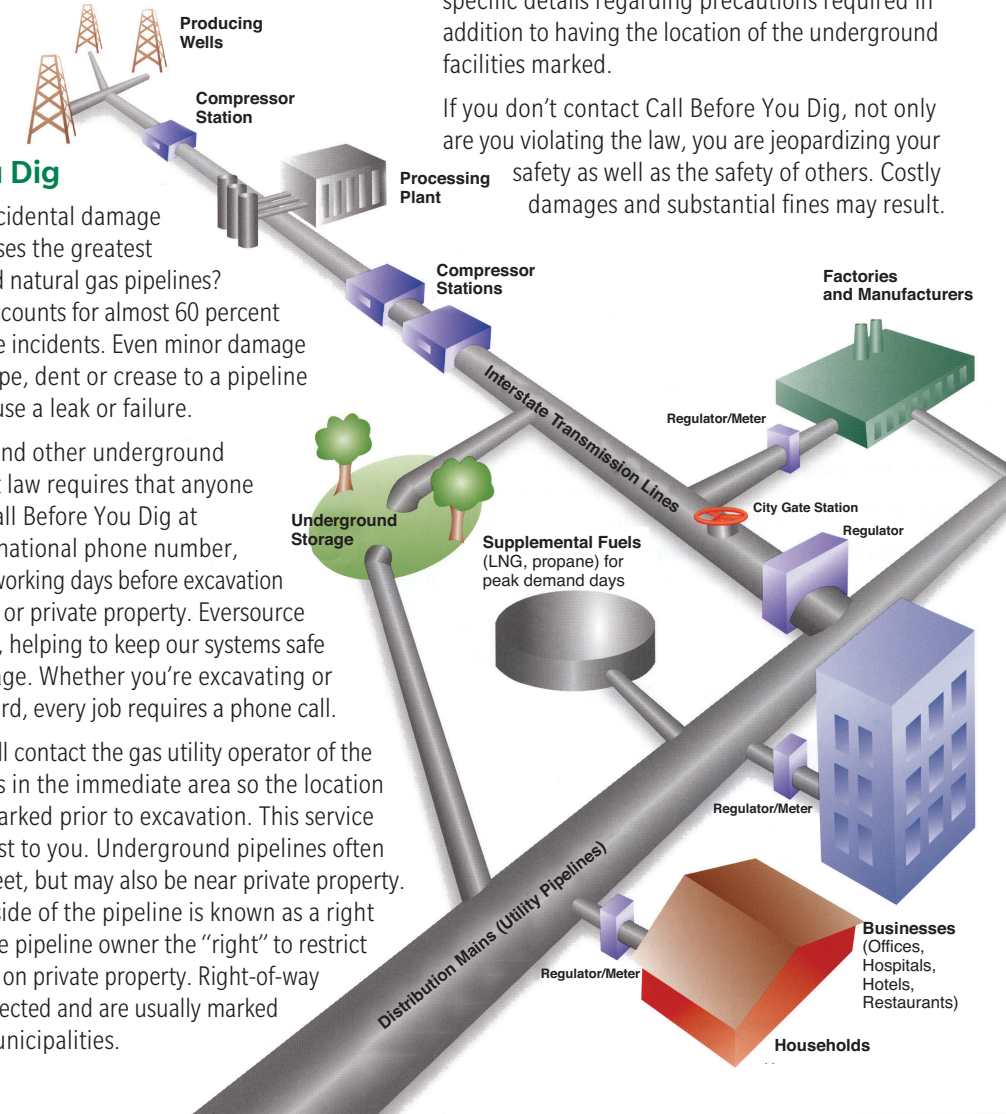 specific details regarding precautions required in
addition to having the location of the underground
facilities marked.
If you don’t contact Call Before You Dig, not only
are you violating the law, you are jeopardizing your
safety as well as the safety of others. Costly
damages and substantial fines may result.
Producing
Wells
Compressor
Station
Processing
Plant
Compressor
Stations
Factories
and Manufacturers
u Dig
cidental damage
ses the greatest
d natural gas pipelines?
counts for almost 60 percent
e incidents. Even minor damage
pe, dent or crease to a pipeline
use a leak or failure.
nd other underground
t law requires that anyone
all Before You Dig at
national phone number,
working days before excavation
or private property. Eversource
, helping to keep our systems safe
age. Whether you’re excavating or
rd, every job requires a phone call.
ll contact the gas utility operator of the
s in the immediate area so the location
arked prior to excavation. This service
st to you. Underground pipelines often
eet, but may also be near private property.
side of the pipeline is known as a right
e pipeline owner the “right” to restrict
on private property. Right-of-way
ected and are usually marked
unicipalities.
Interstate Transmission Lines
Regulator/Meter
City Gate Station
Regulator
Underground
Storage
Supplemental Fuels
(LNG, propane) for
peak demand days
Regulator/Meter
Distribution Mains (Utility Pipelines)
Regulator/Meter
Businesses
(Offices,
Hospitals,
Hotels,
Restaurants)
Households